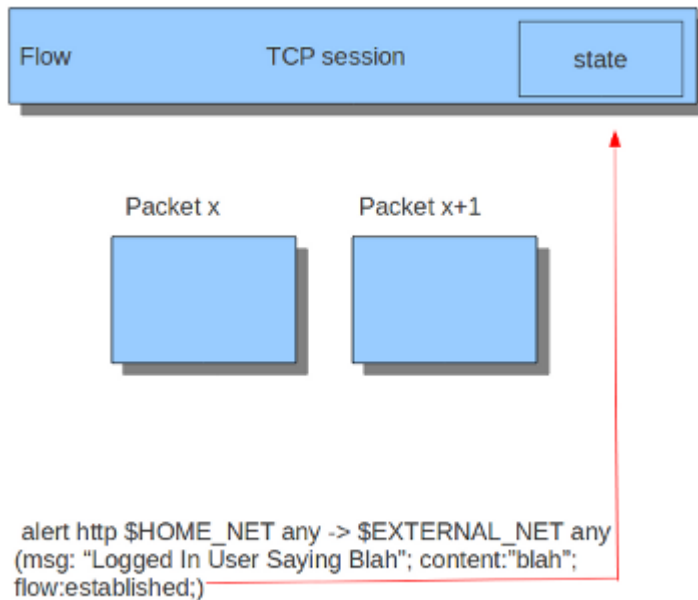 Flow TCP session state
Packet x Packet x+1
alert http $HOME_NET any -> $EXTERNAL_NET any
(msg: “Logged In User Saying Blah"; content:"blah";
flow:established;)